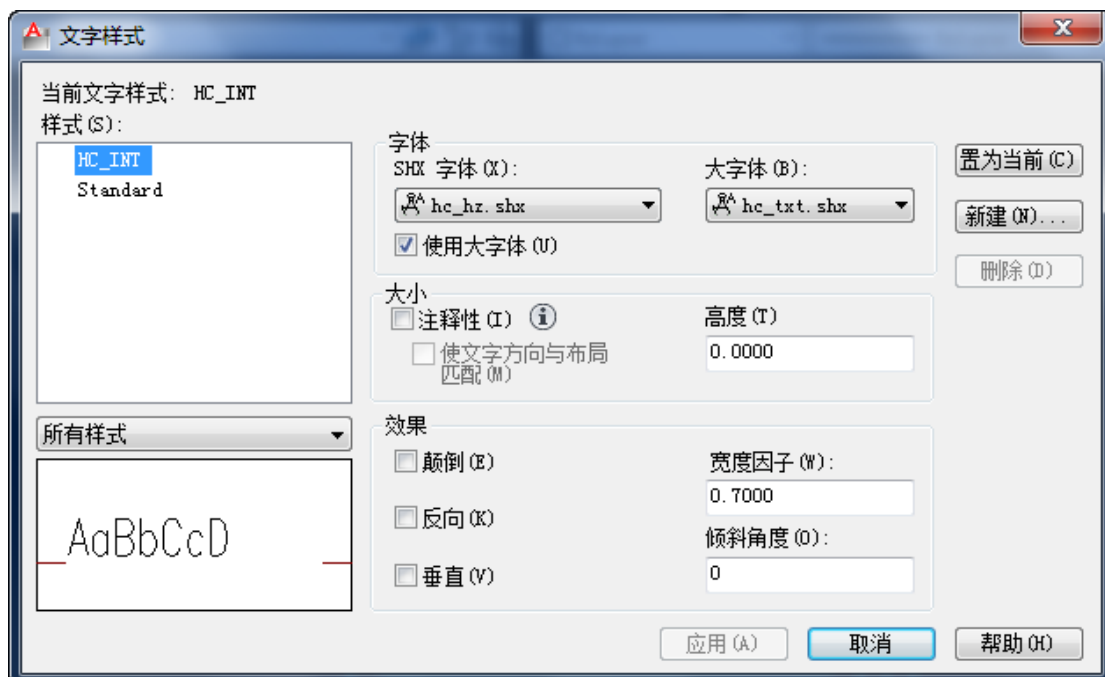 文字样式
当前文字样式: HC_INT
样式(S):
HC_INT
Standard
所有样式
AaBbCcD
字体
SHX 字体(X):
hc_hz.shx
使用大字体(U)
大字体(B):
hc_txt.shx
大小
注释性(I)
使文字方向与布局
匹配(M)
高度(T)
0.0000
效果
颠倒(E)
反向(K)
垂直(V)
宽度因子(W):
0.7000
倾斜角度(O):
0
置为当前(C)
新建(N)...
删除(D)
应用(A)
取消
帮助(H)